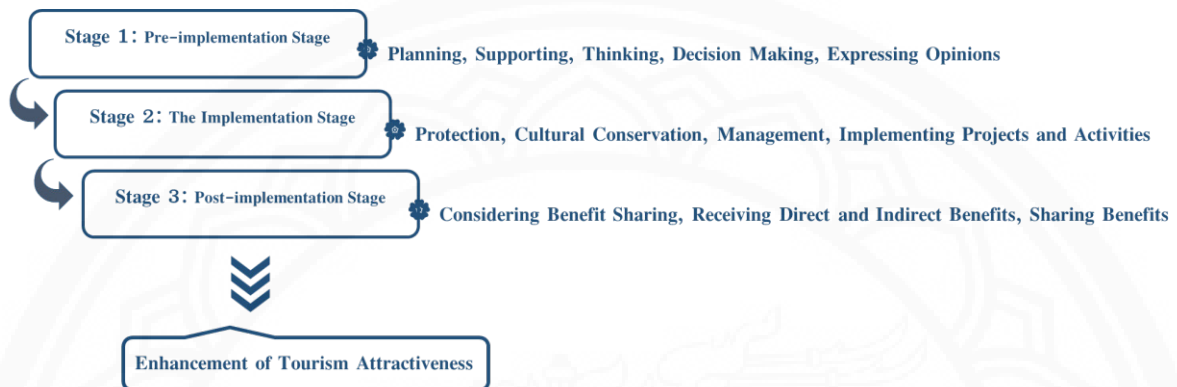 Stage 1: Pre-implementation Stage
Planning, Supporting, Thinking, Decision Making, Expressing Opinions
Stage 2: The Implementation Stage
Protection, Cultural Conservation, Management, Implementing Projects and Activities
Stage 3: Post-implementation Stage
Considering Benefit Sharing, Receiving Direct and Indirect Benefits, Sharing Benefits
Enhancement of Tourism Attractiveness